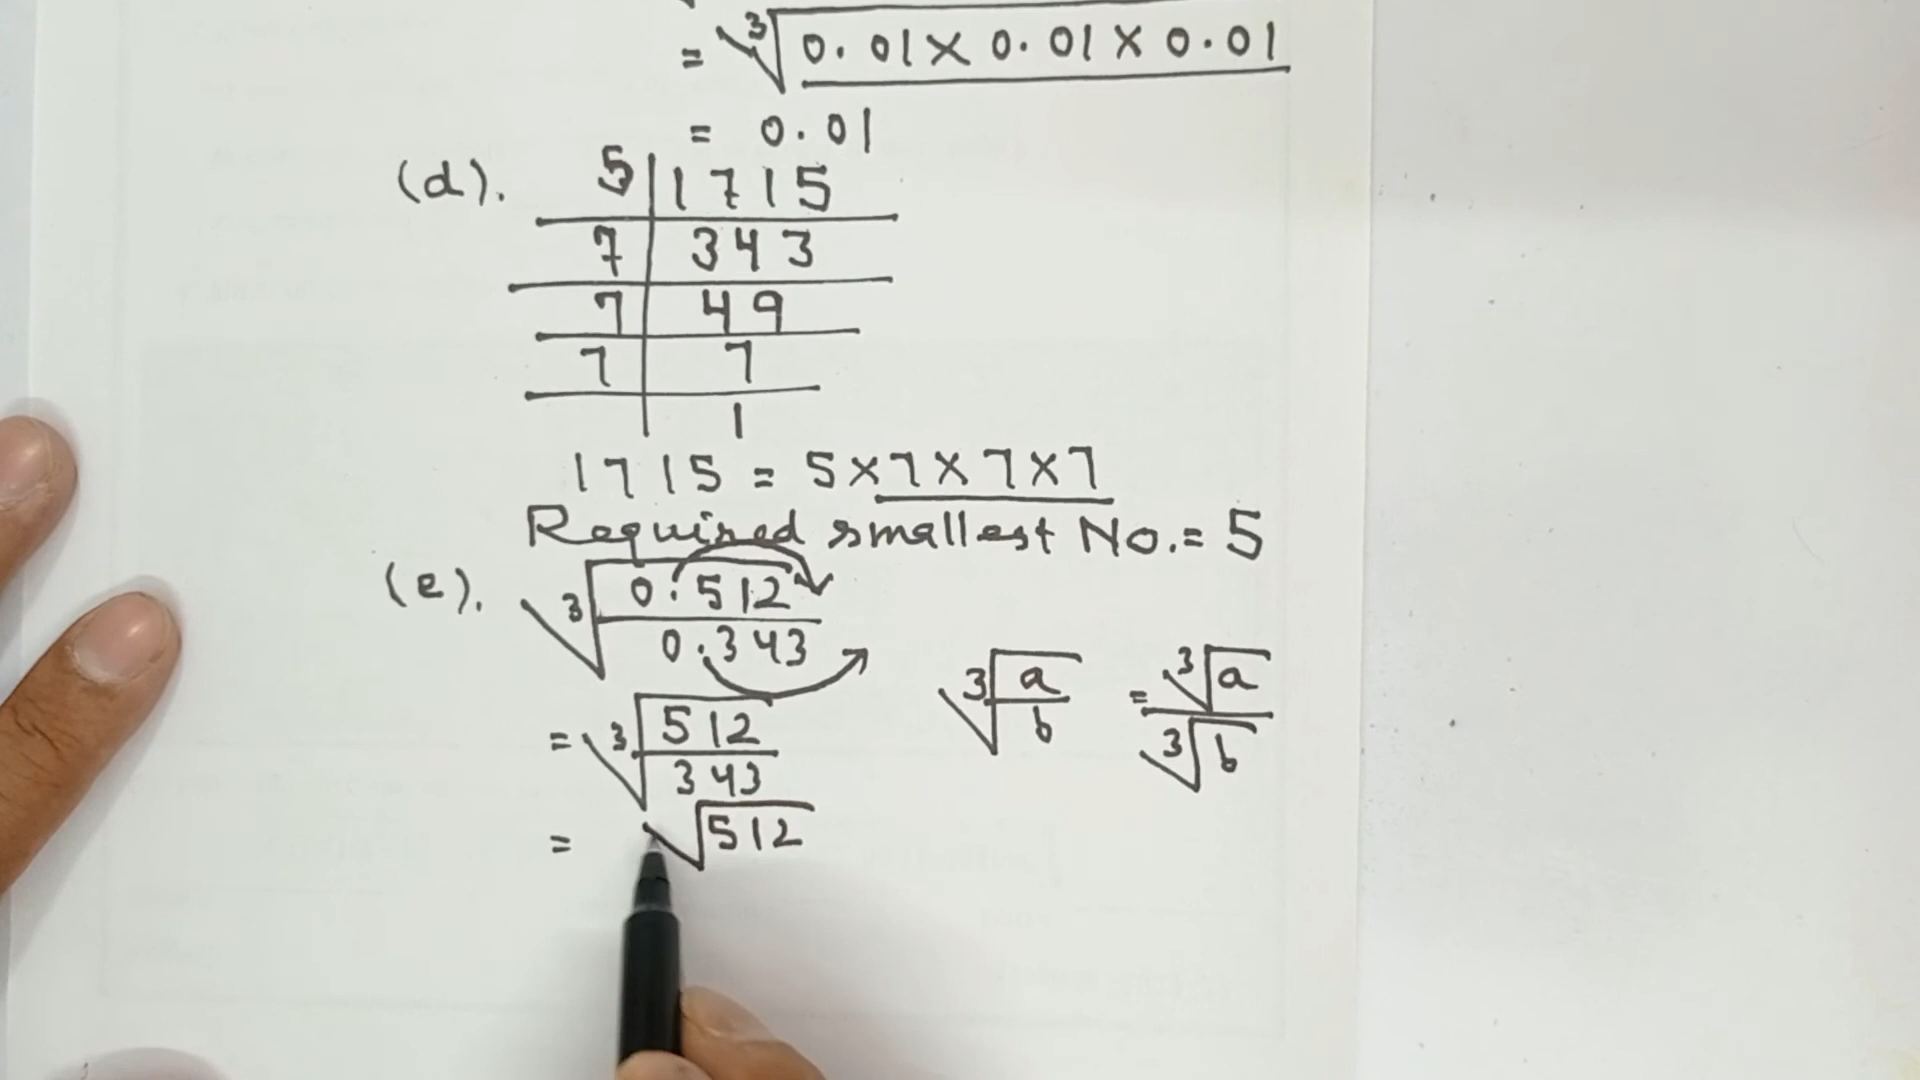 = ∛0.01 × 0.01 × 0.01
= 0.01
(d). 5 | 1715
7 | 343
7 | 49
7 | 7
| 1
1715 = 5×7×7×7
Required smallest No. = 5
(e). ∛(0.512/0.343)
= ∛(512/343)
∛(a/b) = ∛a/∛b
= √512